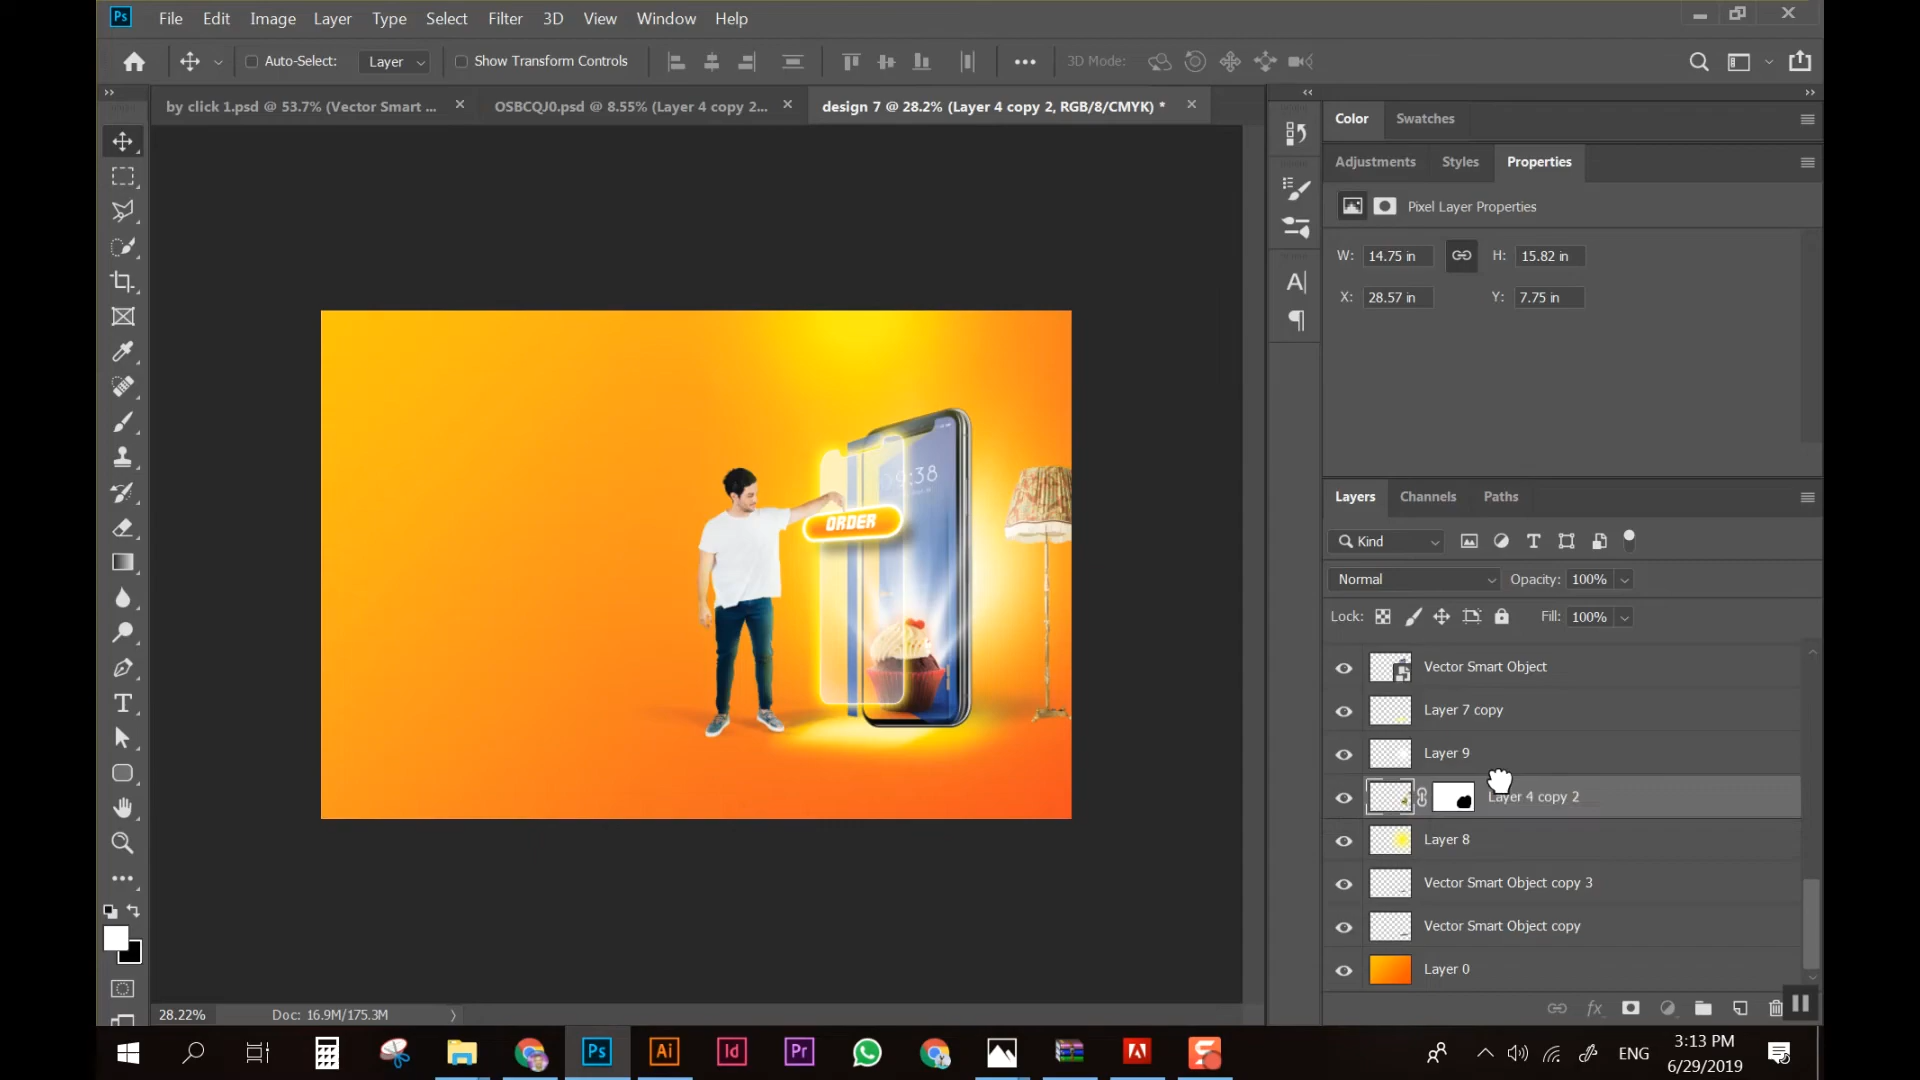 Ps File Edit Image Layer Type Select Filter 3D View Window Help
Auto-Select: Layer Show Transform Controls 3D Mode:
by click 1.psd @ 53.7% (Vector Smart ... OSBCQJ0.psd @ 8.55% (Layer 4 copy 2... design 7 @ 28.2% (Layer 4 copy 2, RGB/8/CMYK) *
Color Swatches
Adjustments Styles Properties
Pixel Layer Properties
W: 14.75 in H: 15.82 in
X: 28.57 in Y: 7.75 in
9:38
ORDER
Layers Channels Paths
Kind
Normal Opacity: 100%
Lock: Fill: 100%
Vector Smart Object
Layer 7 copy
Layer 9
Layer 4 copy 2
Layer 8
Vector Smart Object copy 3
Vector Smart Object copy
Layer 0
28.22% Doc: 16.9M/175.3M
Ps Ai Id Pr ENG 3:13 PM
6/29/2019